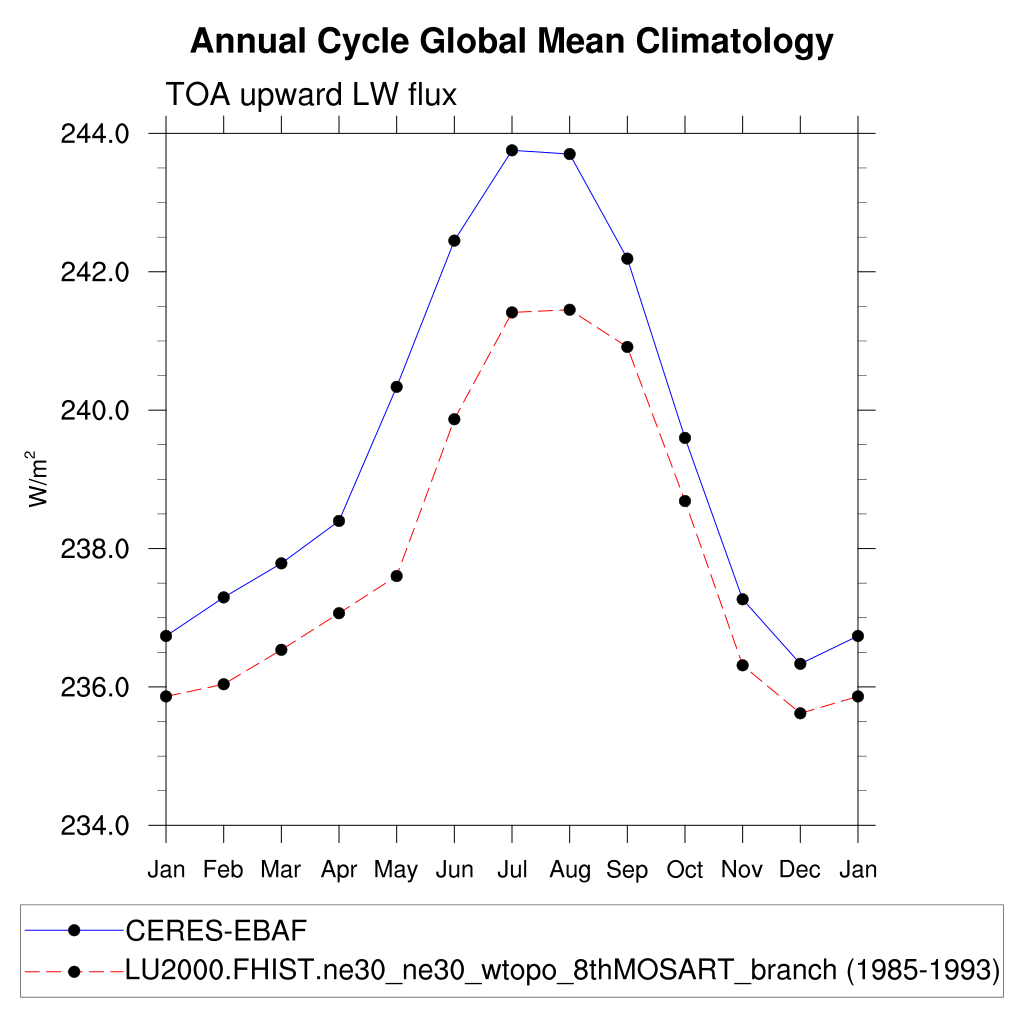 Annual Cycle Global Mean Climatology
TOA upward LW flux
244.0
242.0
240.0
238.0
236.0
234.0
W/m²
Jan Feb Mar Apr May Jun Jul Aug Sep Oct Nov Dec Jan
CERES-EBAF
LU2000.FHIST.ne30_ne30_wtopo_8thMOSART_branch (1985-1993)